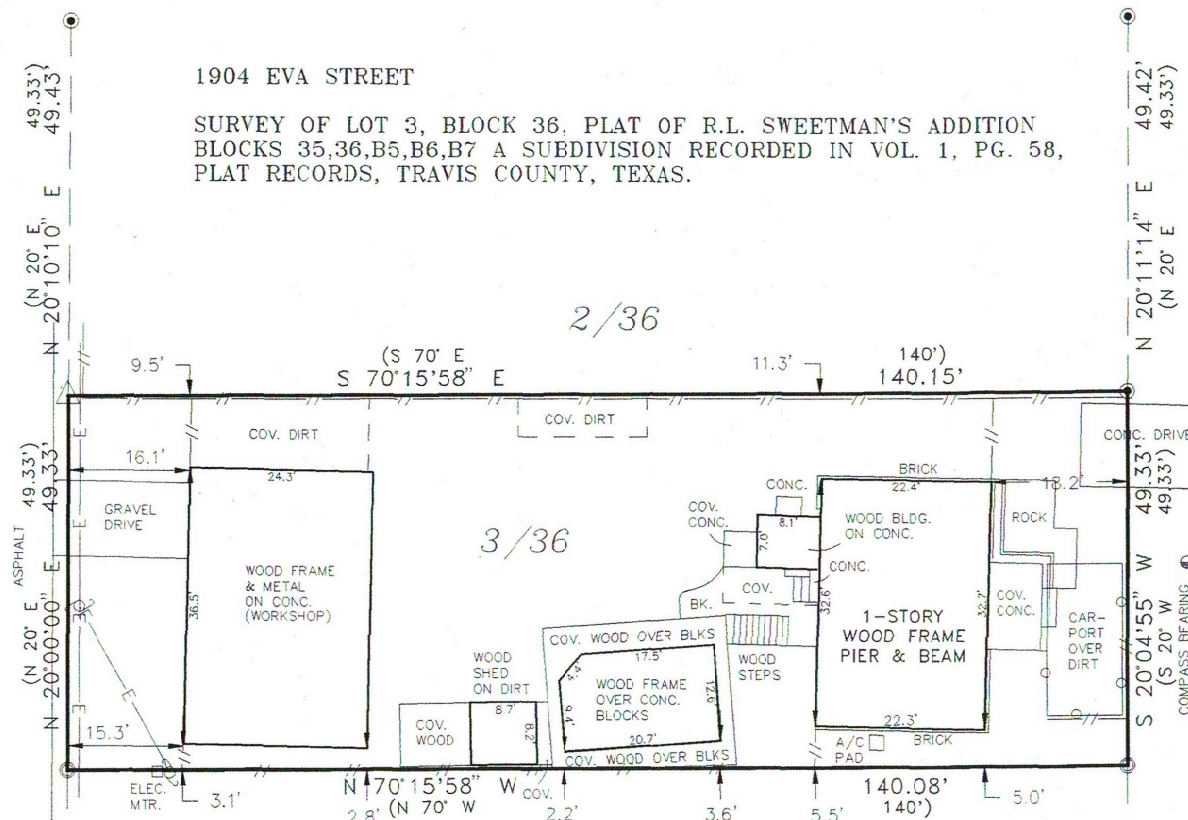 1904 EVA STREET
SURVEY OF LOT 3, BLOCK 36, PLAT OF R.L. SWEETMAN'S ADDITION
BLOCKS 35,36,B5,B6,B7 A SUBDIVISION RECORDED IN VOL. 1, PG. 58,
PLAT RECORDS, TRAVIS COUNTY, TEXAS.
49.33')
49.43'
(N 20° E
N 20°10'10" E
49.42'
49.33')
N 20°11'14" E
(N 20° E
2/36
9.5'
(S 70° E
S 70°15'58" E
11.3'
140')
140.15'
COV. DIRT
COV. DIRT
CONC. DRIVE
16.1'
24.3'
BRICK
22.4'
18.2'
49.33'
49.33')
49.33')
49.33'
GRAVEL
DRIVE
ASPHALT
(N 20° E
N 20°00'00" E
E
E
E
E
E
E
3/36
CONC.
COV.
CONC.
8.1'
7.0'
WOOD BLDG.
ON CONC.
CONC.
ROCK
WOOD FRAME
& METAL
ON CONC.
(WORKSHOP)
36.5'
COV.
BK.
32.6'
32.7'
1-STORY
WOOD FRAME
PIER & BEAM
COV.
CONC.
CAR-
PORT
OVER
DIRT
S 20°04'55" W
(S 20° W
COMPASS BEARING
COV. WOOD OVER BLKS
17.5'
4.4'
WOOD FRAME
OVER CONC.
BLOCKS
12.6'
9.4'
20.7'
COV. WOOD OVER BLKS
WOOD
STEPS
WOOD
SHED
ON DIRT
8.7'
8.2'
COV.
WOOD
22.3'
BRICK
A/C
PAD
15.3'
ELEC.
MTR.
3.1'
2.8'
N 70°15'58" W
(N 70° W
COV.
2.2'
3.6'
5.5'
140.08'
140')
5.0'